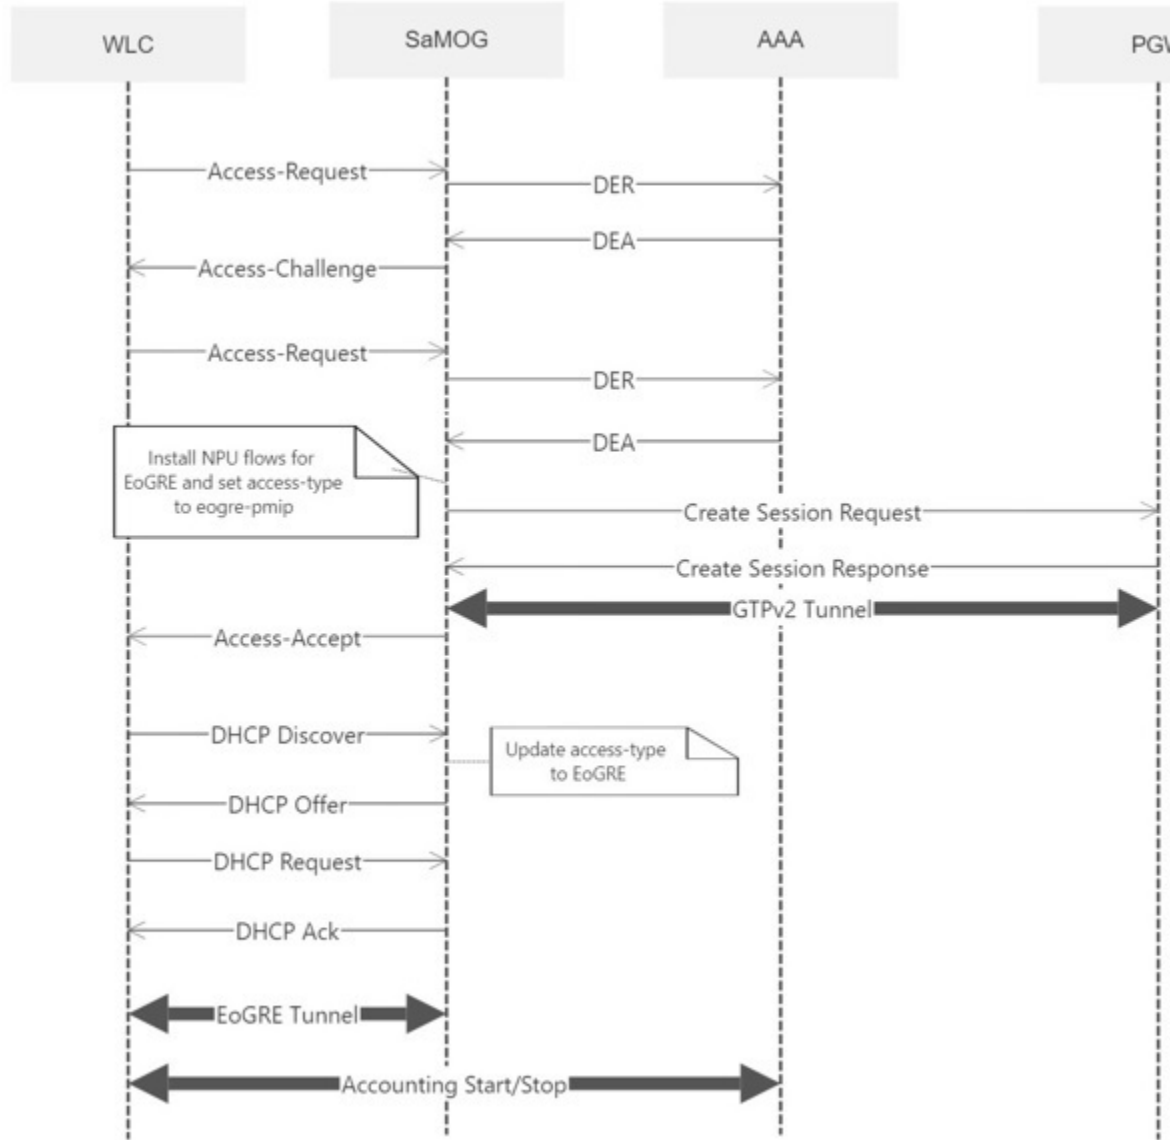 WLC
SaMOG
AAA
PGW
Access-Request
DER
DEA
Access-Challenge
Access-Request
DER
DEA
Install NPU flows for
EoGRE and set access-type
to eogre-pmip
Create Session Request
Create Session Response
GTPv2 Tunnel
Access-Accept
DHCP Discover
Update access-type
to EoGRE
DHCP Offer
DHCP Request
DHCP Ack
EoGRE Tunnel
Accounting Start/Stop